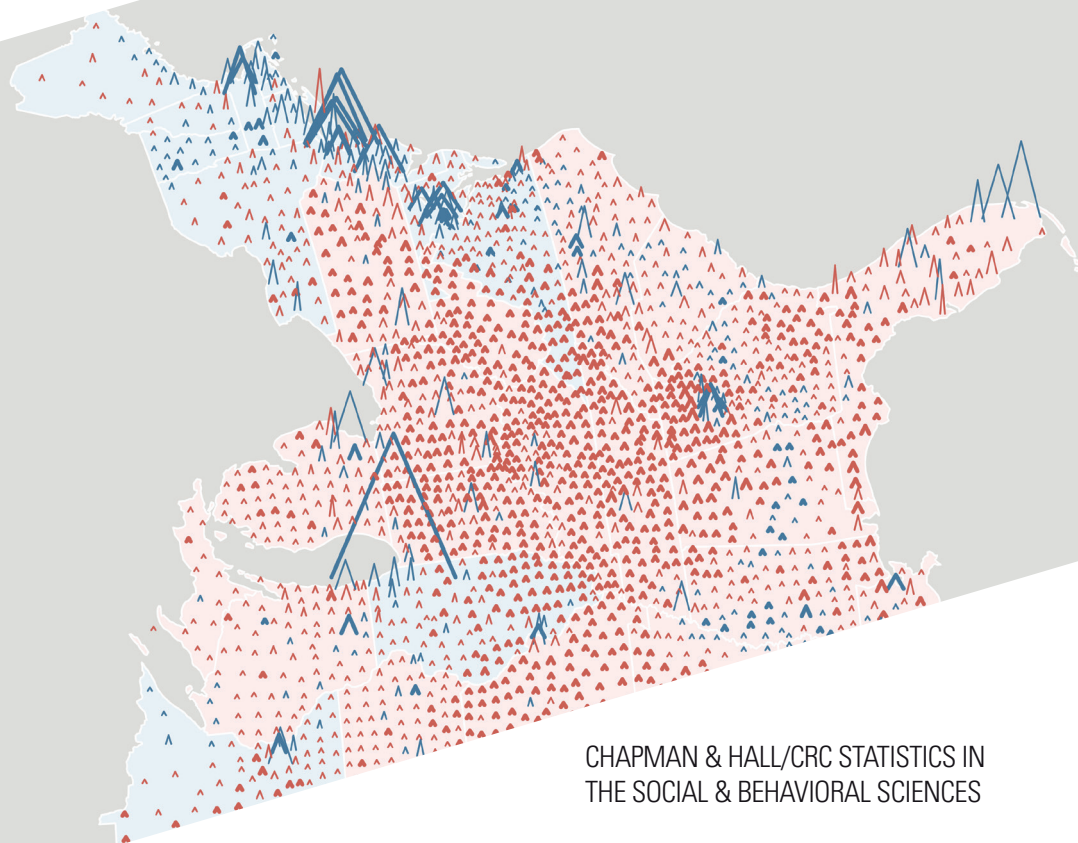 CHAPMAN & HALL/CRC STATISTICS IN
THE SOCIAL & BEHAVIORAL SCIENCES